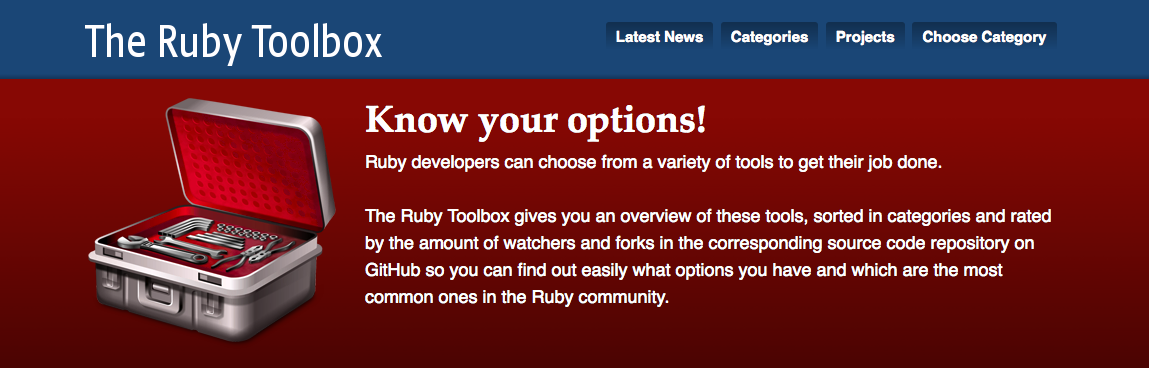 The Ruby Toolbox
Latest News Categories Projects Choose Category
Know your options!
Ruby developers can choose from a variety of tools to get their job done.
The Ruby Toolbox gives you an overview of these tools, sorted in categories and rated
by the amount of watchers and forks in the corresponding source code repository on
GitHub so you can find out easily what options you have and which are the most
common ones in the Ruby community.